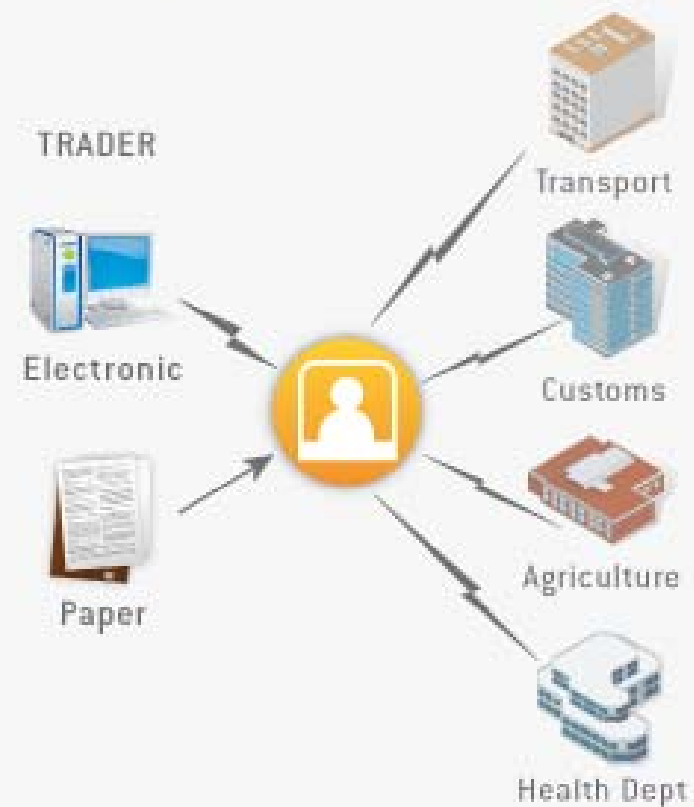 TRADER
Electronic
Paper
Transport
Customs
Agriculture
Health Dept